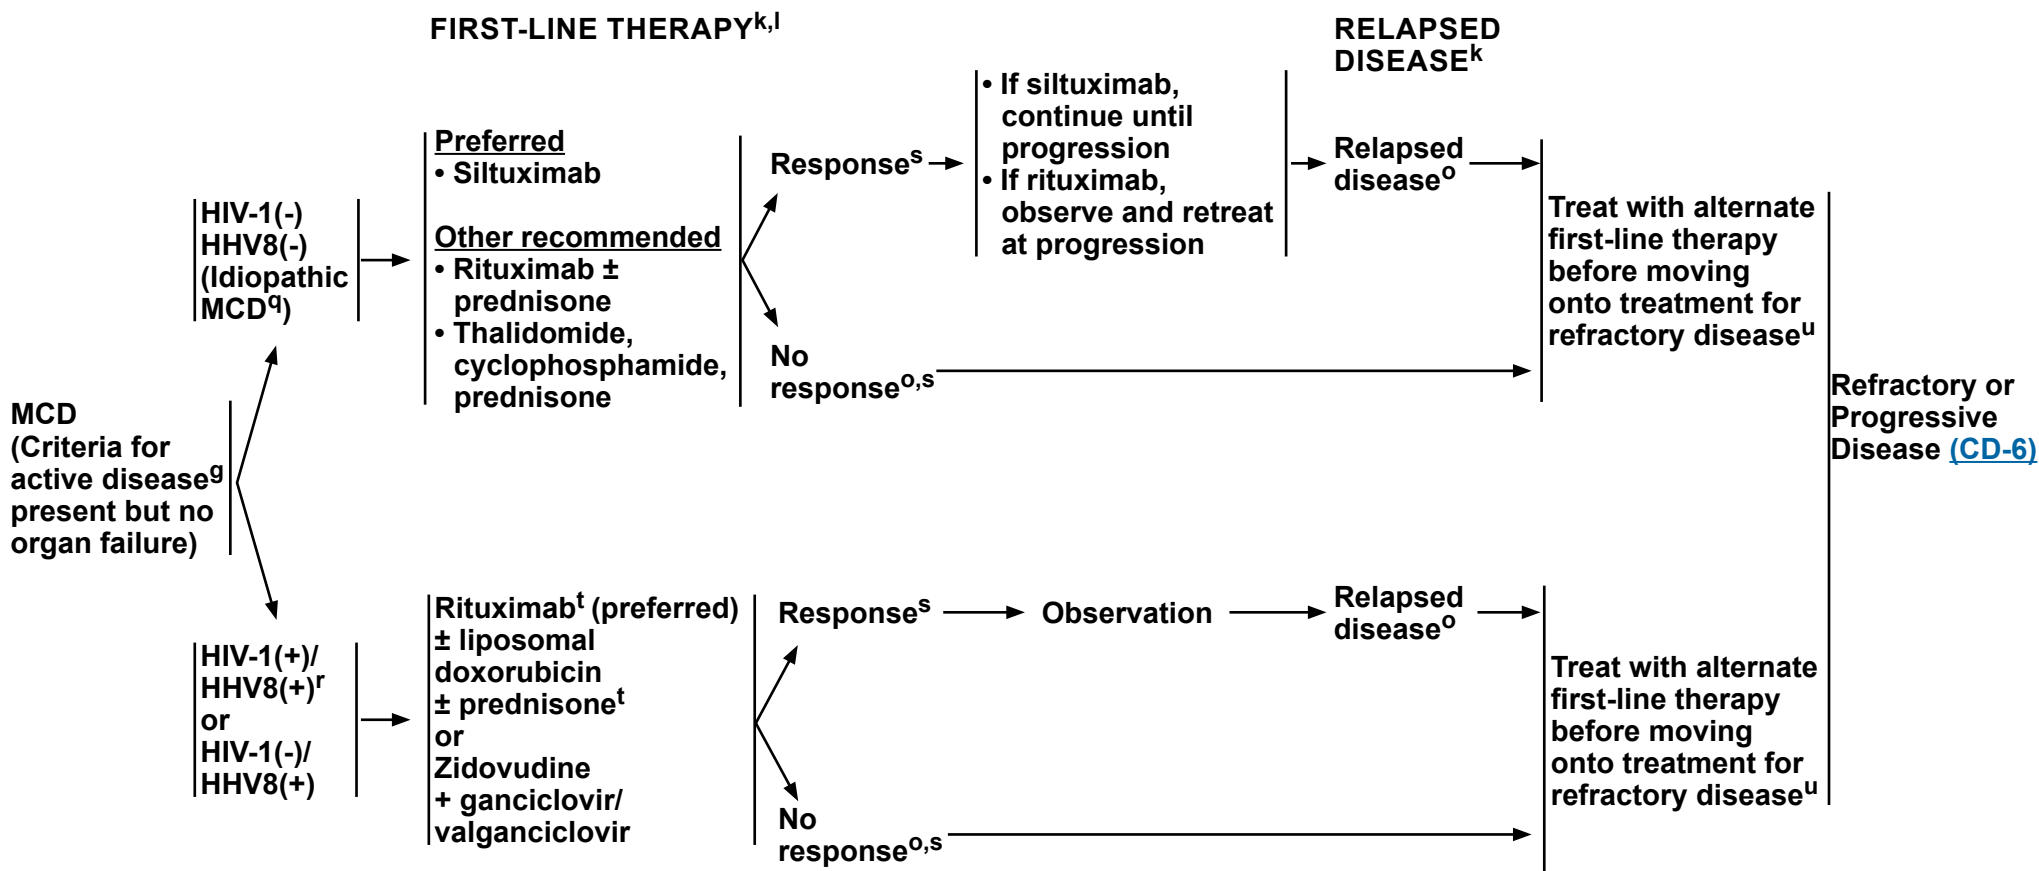 FIRST-LINE THERAPYk,l
RELAPSED
DISEASEk
MCD
(Criteria for
active diseaseg
present but no
organ failure)
HIV-1(-)
HHV8(-)
(Idiopathic
MCDq)
Preferred
• Siltuximab
Other recommended
• Rituximab ±
prednisone
• Thalidomide,
cyclophosphamide,
prednisone
Responses
• If siltuximab,
continue until
progression
• If rituximab,
observe and retreat
at progression
Relapsed
diseaseo
No
responseo,s
Treat with alternate
first-line therapy
before moving
onto treatment for
refractory diseaseu
HIV-1(+)/
HHV8(+)r
or
HIV-1(-)/
HHV8(+)
Rituximabt (preferred)
± liposomal
doxorubicin
± prednisonet
or
Zidovudine
+ ganciclovir/
valganciclovir
Responses
Observation
Relapsed
diseaseo
No
responseo,s
Treat with alternate
first-line therapy
before moving
onto treatment for
refractory diseaseu
Refractory or
Progressive
Disease (CD-6)